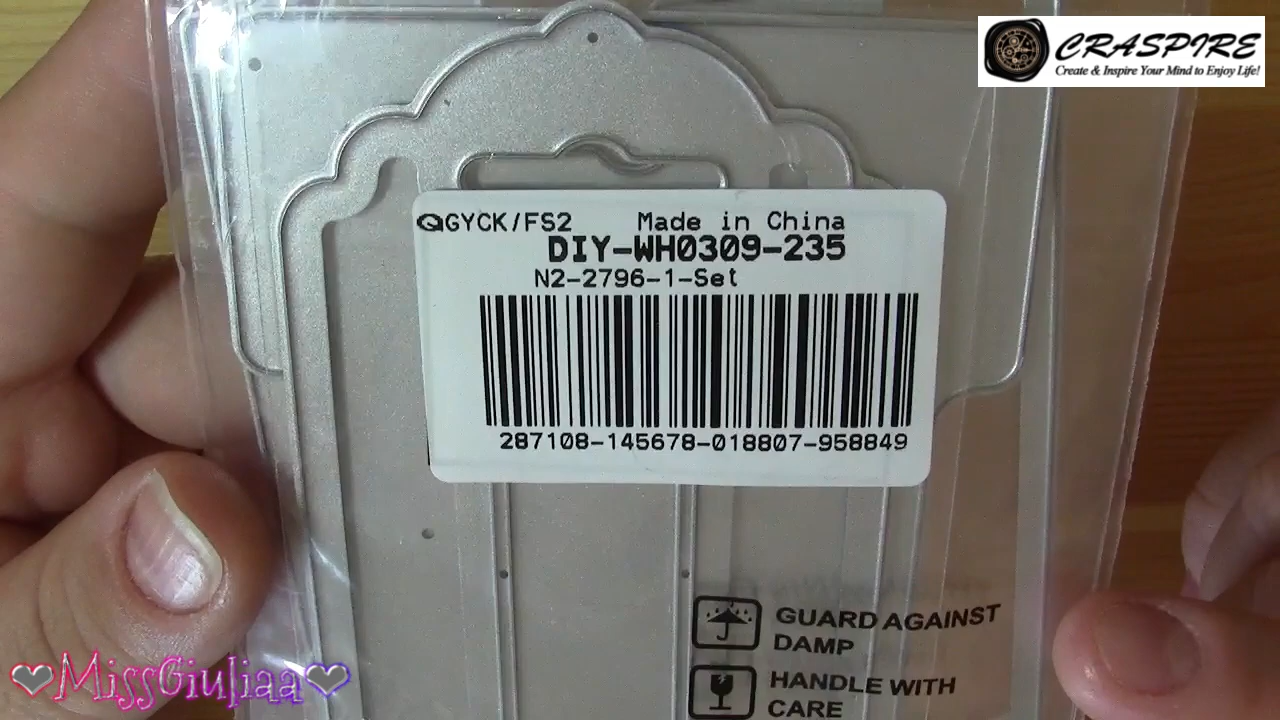 CRASPIRE
Create & Inspire Your Mind to Enjoy Life!
QGYCK/FS2 Made in China
DIY-WH0309-235
N2-2796-1-Set
287108-145678-018807-958849
GUARD AGAINST
DAMP
HANDLE WITH
CARE
MissGiuliaa